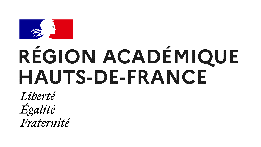 RÉGION ACADÉMIQUE
HAUTS-DE-FRANCE
Liberté
Égalité
Fraternité